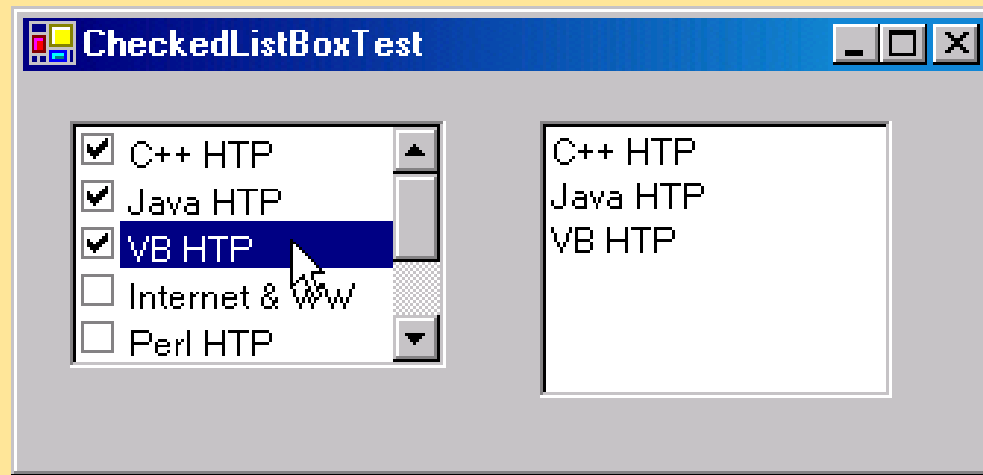 CheckedListBoxTest
C++ HTP
Java HTP
VB HTP
Internet & WW
Perl HTP
C++ HTP
Java HTP
VB HTP